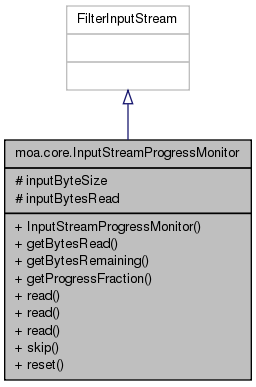 FilterInputStream
moa.core.InputStreamProgressMonitor
# inputByteSize
# inputBytesRead
+ InputStreamProgressMonitor()
+ getBytesRead()
+ getBytesRemaining()
+ getProgressFraction()
+ read()
+ read()
+ read()
+ skip()
+ reset()